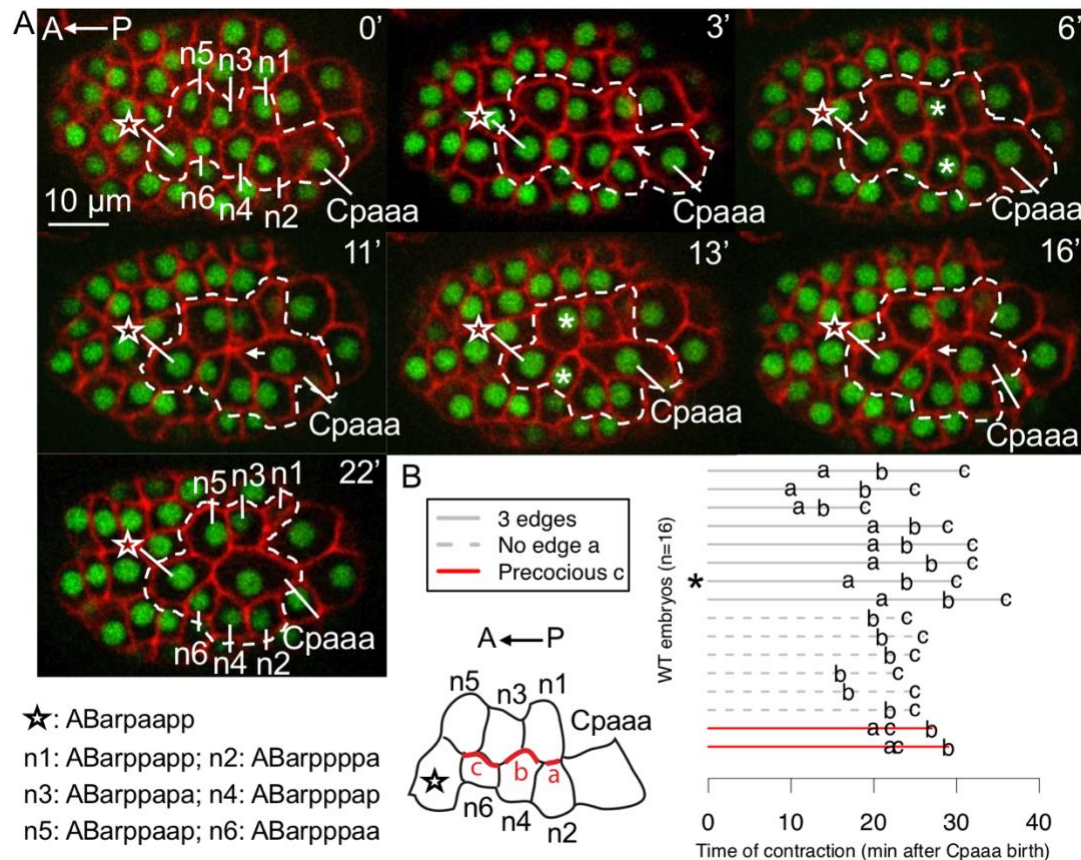 A
A ← P
0'
n5 n3 n1
n6 n4 n2
Cpaaa
10 µm
3'
Cpaaa
6'
*
*
Cpaaa
11'
Cpaaa
13'
*
*
Cpaaa
16'
Cpaaa
22'
n5 n3 n1
n6 n4 n2
Cpaaa
☆: ABarpaapp
n1: ABarppapp; n2: ABarppppa
n3: ABarppapa; n4: ABarpppap
n5: ABarppaap; n6: ABarpppaa
B
3 edges
No edge a
Precocious c
A ← P
n5 n3 n1
Cpaaa
c b a
n6 n4 n2
WT embryos (n=16)
*
a b c
a b c
a b c
a b c
a b c
a b c
a b c
a b c
b c
b c
b c
b c
b c
b c
a c b
a c b
0 10 20 30 40
Time of contraction (min after Cpaaa birth)